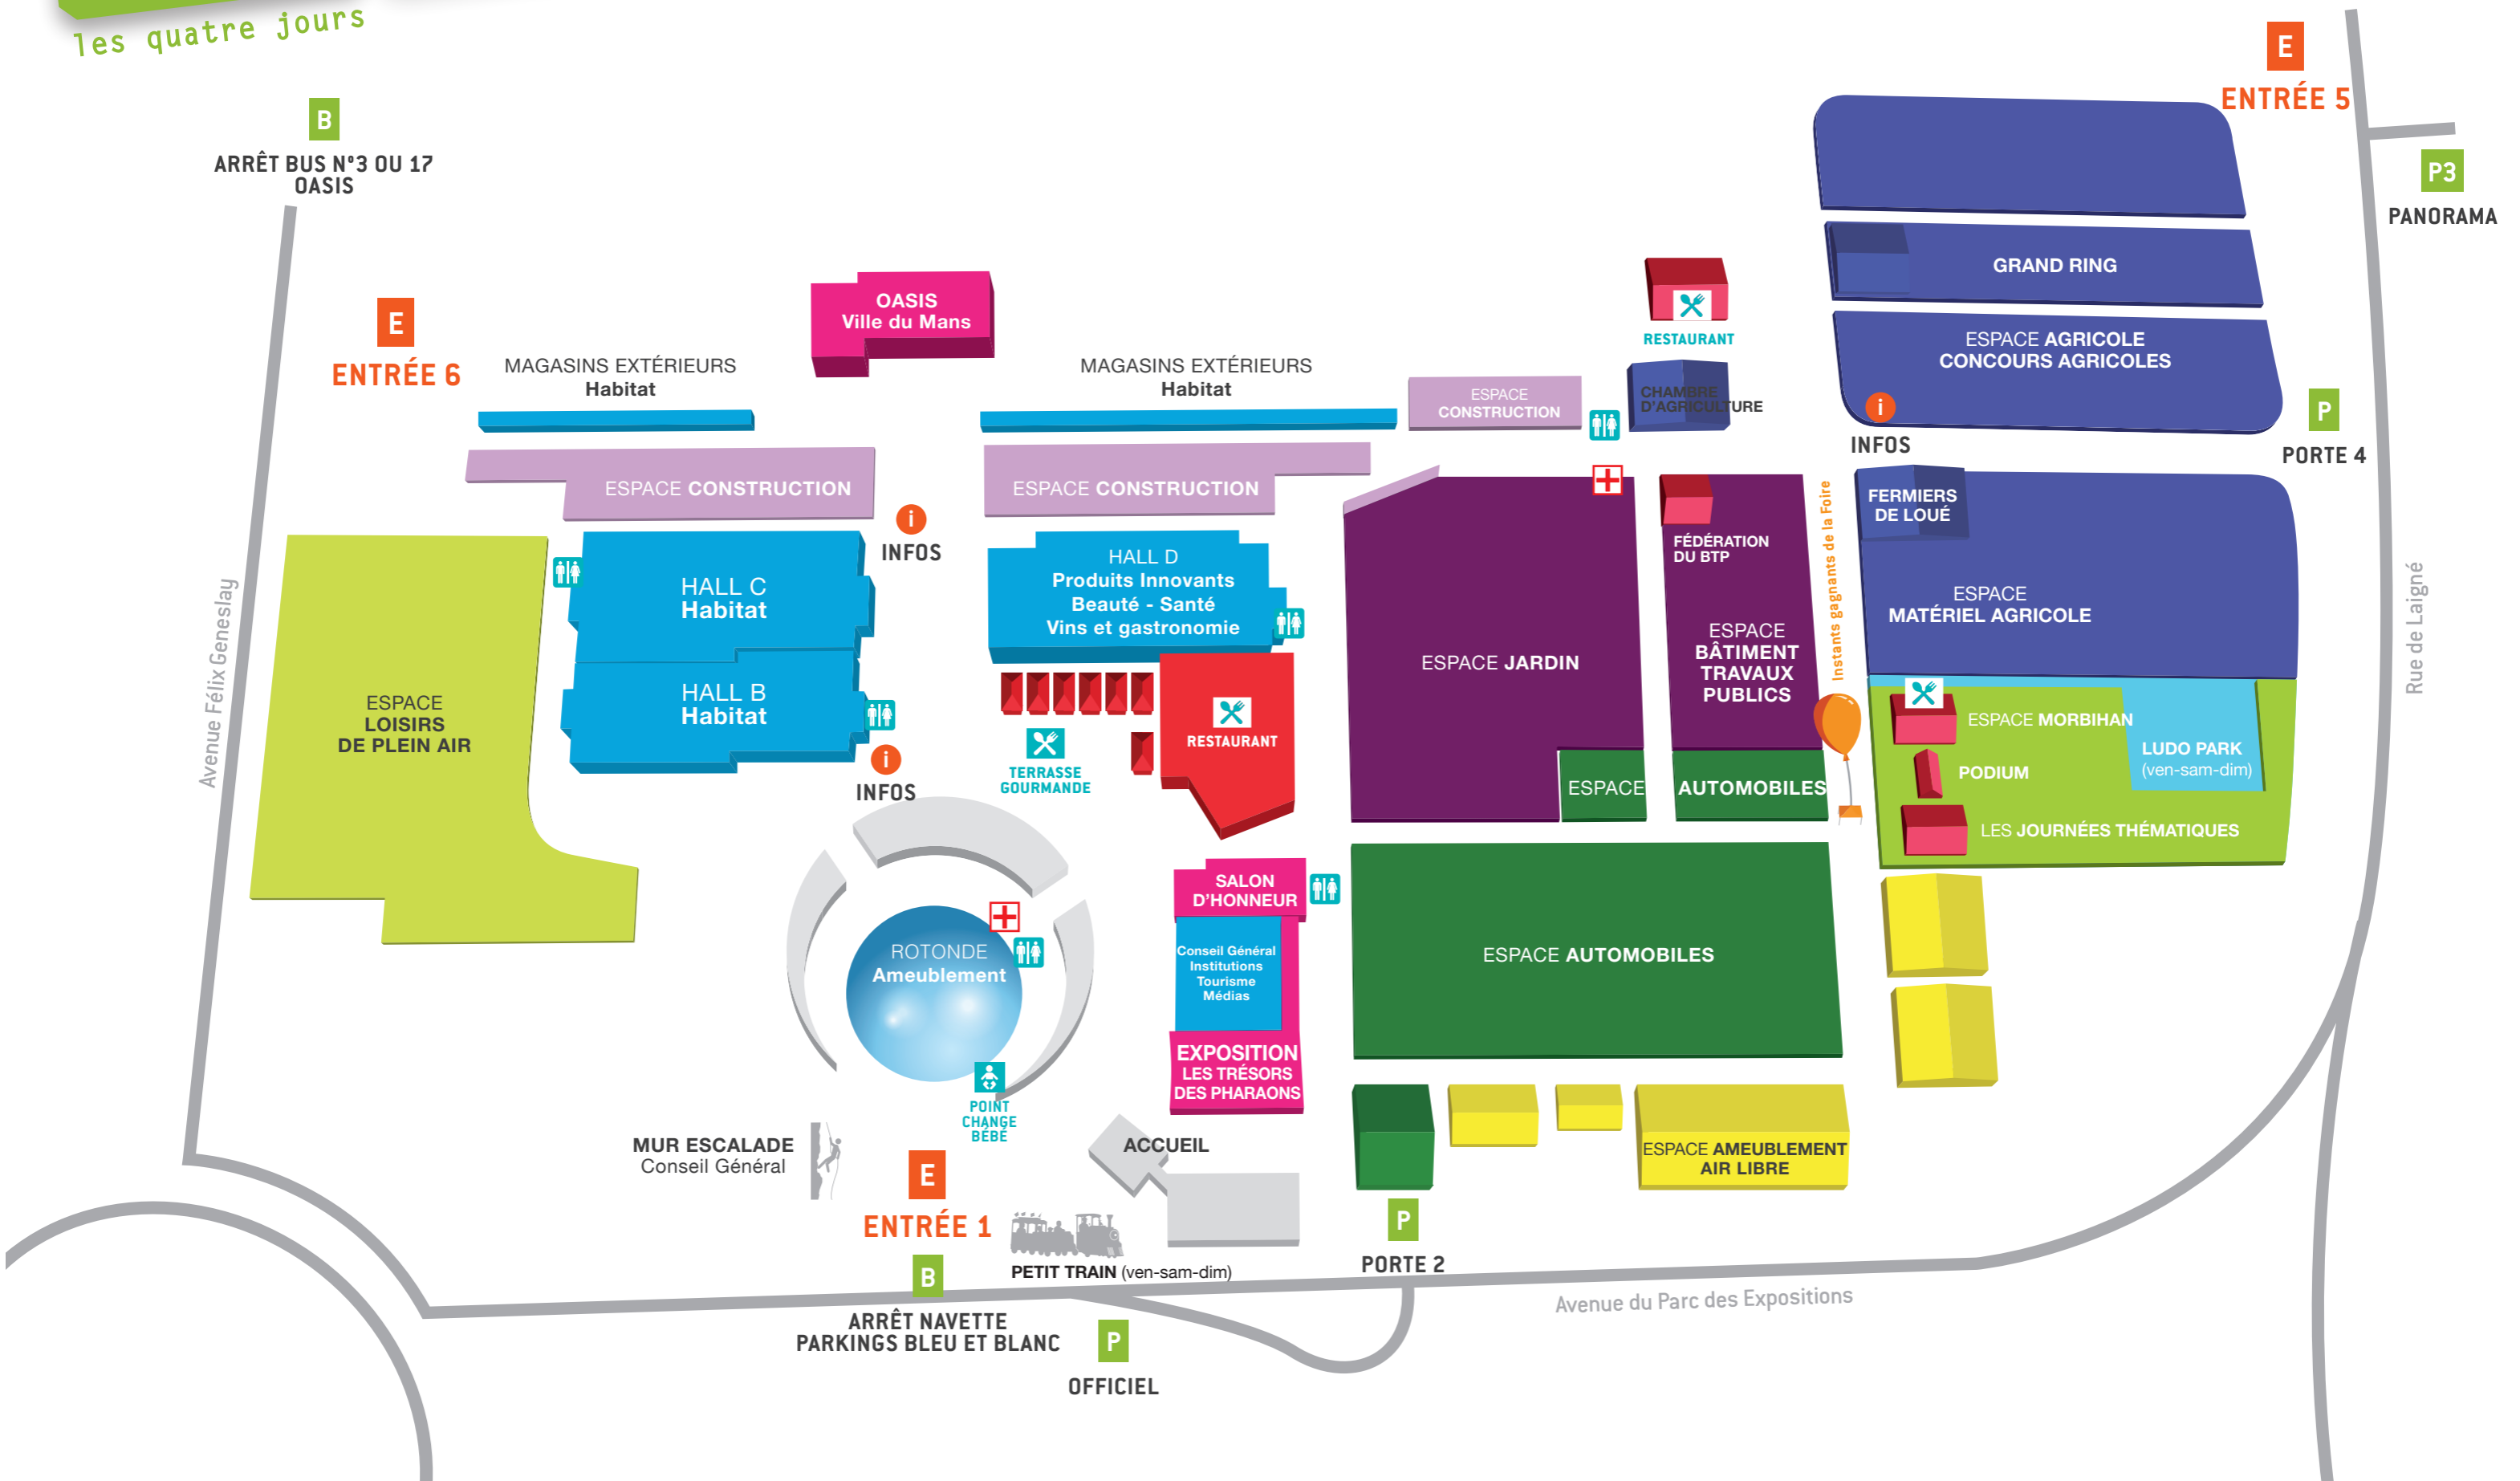 les quatre jours
B
ARRÊT BUS N°3 OU 17
OASIS
E
ENTRÉE 6
E
ENTRÉE 5
P3
PANORAMA
OASIS
Ville du Mans
MAGASINS EXTÉRIEURS
Habitat
MAGASINS EXTÉRIEURS
Habitat
ESPACE
CONSTRUCTION
RESTAURANT
CHAMBRE
D'AGRICULTURE
GRAND RING
ESPACE AGRICOLE
CONCOURS AGRICOLES
i
INFOS
P
PORTE 4
ESPACE CONSTRUCTION
i
INFOS
ESPACE CONSTRUCTION
HALL C
Habitat
HALL B
Habitat
i
INFOS
HALL D
Produits Innovants
Beauté - Santé
Vins et gastronomie
TERRASSE
GOURMANDE
RESTAURANT
ESPACE JARDIN
FÉDÉRATION
DU BTP
ESPACE
BÂTIMENT
TRAVAUX
PUBLICS
Instants gagnants de la Foire
FERMIERS
DE LOUÉ
ESPACE
MATÉRIEL AGRICOLE
ESPACE MORBIHAN
LUDO PARK
(ven-sam-dim)
PODIUM
LES JOURNÉES THÉMATIQUES
Rue de Laigné
Avenue Félix Geneslay
ESPACE
LOISIRS
DE PLEIN AIR
ESPACE AUTOMOBILES
ESPACE AUTOMOBILES
ROTONDE
Ameublement
POINT
CHANGE
BÉBÉ
SALON
D'HONNEUR
Conseil Général
Institutions
Tourisme
Médias
EXPOSITION
LES TRÉSORS
DES PHARAONS
MUR ESCALADE
Conseil Général
ACCUEIL
E
ENTRÉE 1
B
ARRÊT NAVETTE
PARKINGS BLEU ET BLANC
PETIT TRAIN (ven-sam-dim)
P
OFFICIEL
P
PORTE 2
ESPACE AMEUBLEMENT
AIR LIBRE
Avenue du Parc des Expositions